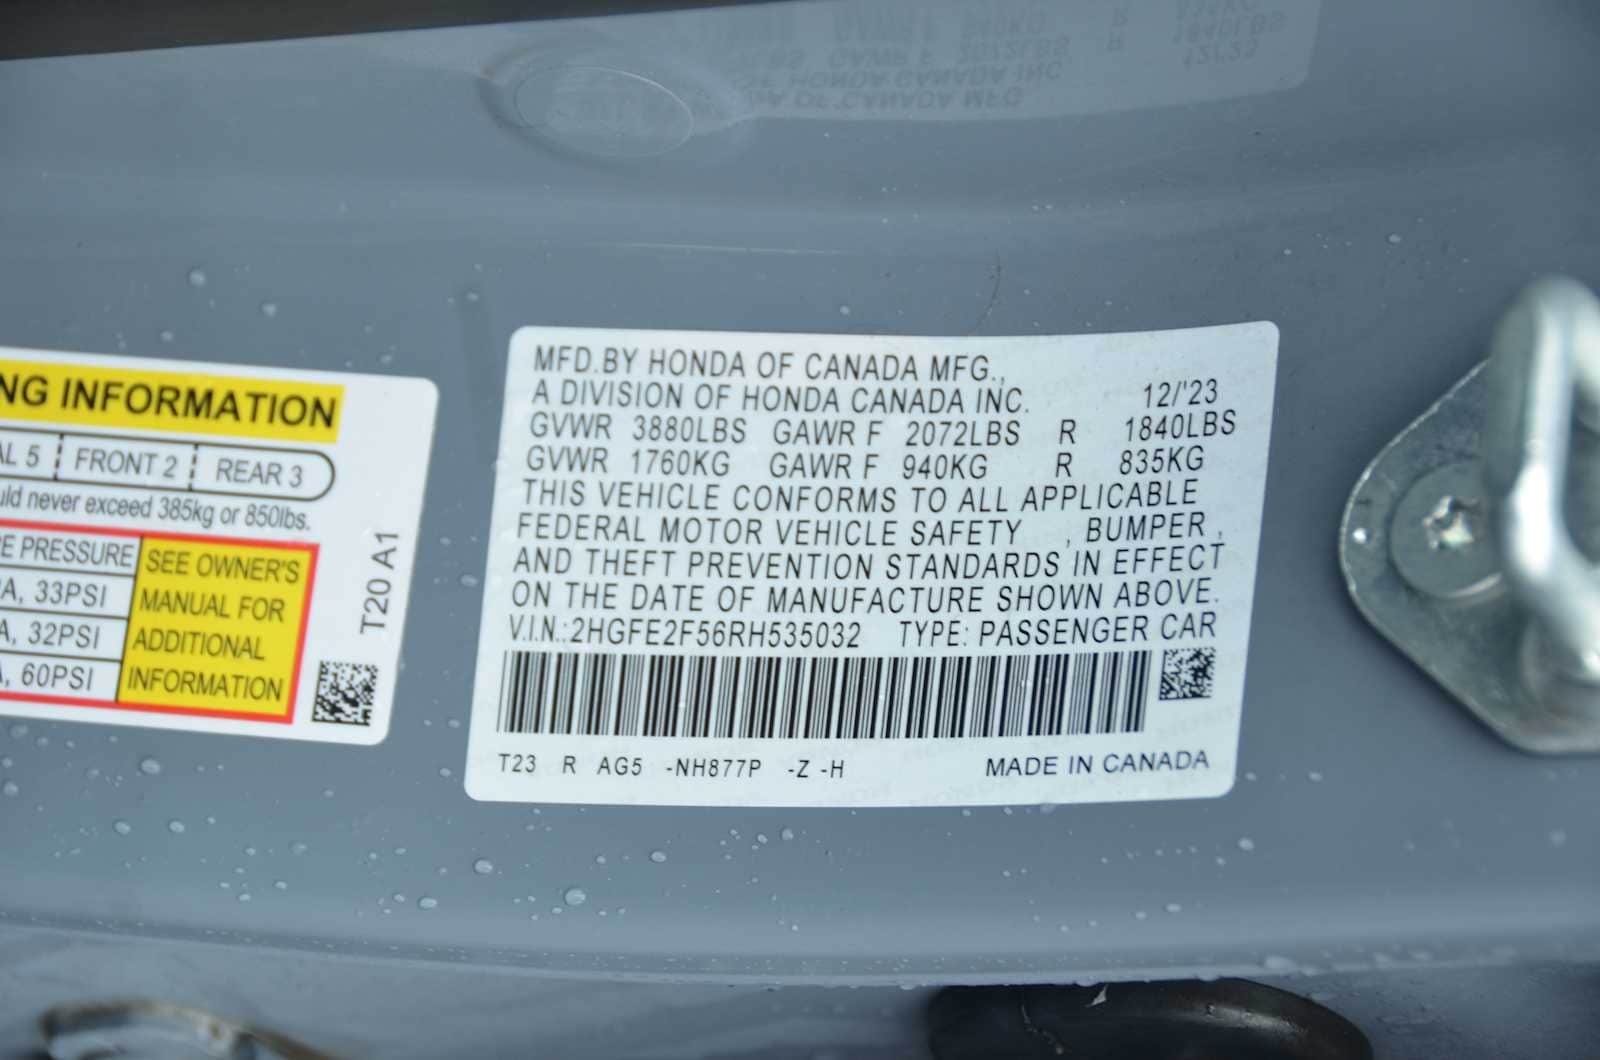 NG INFORMATION
AL 5 FRONT 2 REAR 3
uld never exceed 385kg or 850lbs.
RE PRESSURE
A, 33PSI
A, 32PSI
A, 60PSI
SEE OWNER'S
MANUAL FOR
ADDITIONAL
INFORMATION
T20 A1
MFD.BY HONDA OF CANADA MFG.,
A DIVISION OF HONDA CANADA INC. 12/'23
GVWR 3880LBS GAWR F 2072LBS R 1840LBS
GVWR 1760KG GAWR F 940KG R 835KG
THIS VEHICLE CONFORMS TO ALL APPLICABLE
FEDERAL MOTOR VEHICLE SAFETY , BUMPER ,
AND THEFT PREVENTION STANDARDS IN EFFECT
ON THE DATE OF MANUFACTURE SHOWN ABOVE.
V.I.N.:2HGFE2F56RH535032 TYPE: PASSENGER CAR
T23 R AG5 -NH877P -Z -H MADE IN CANADA